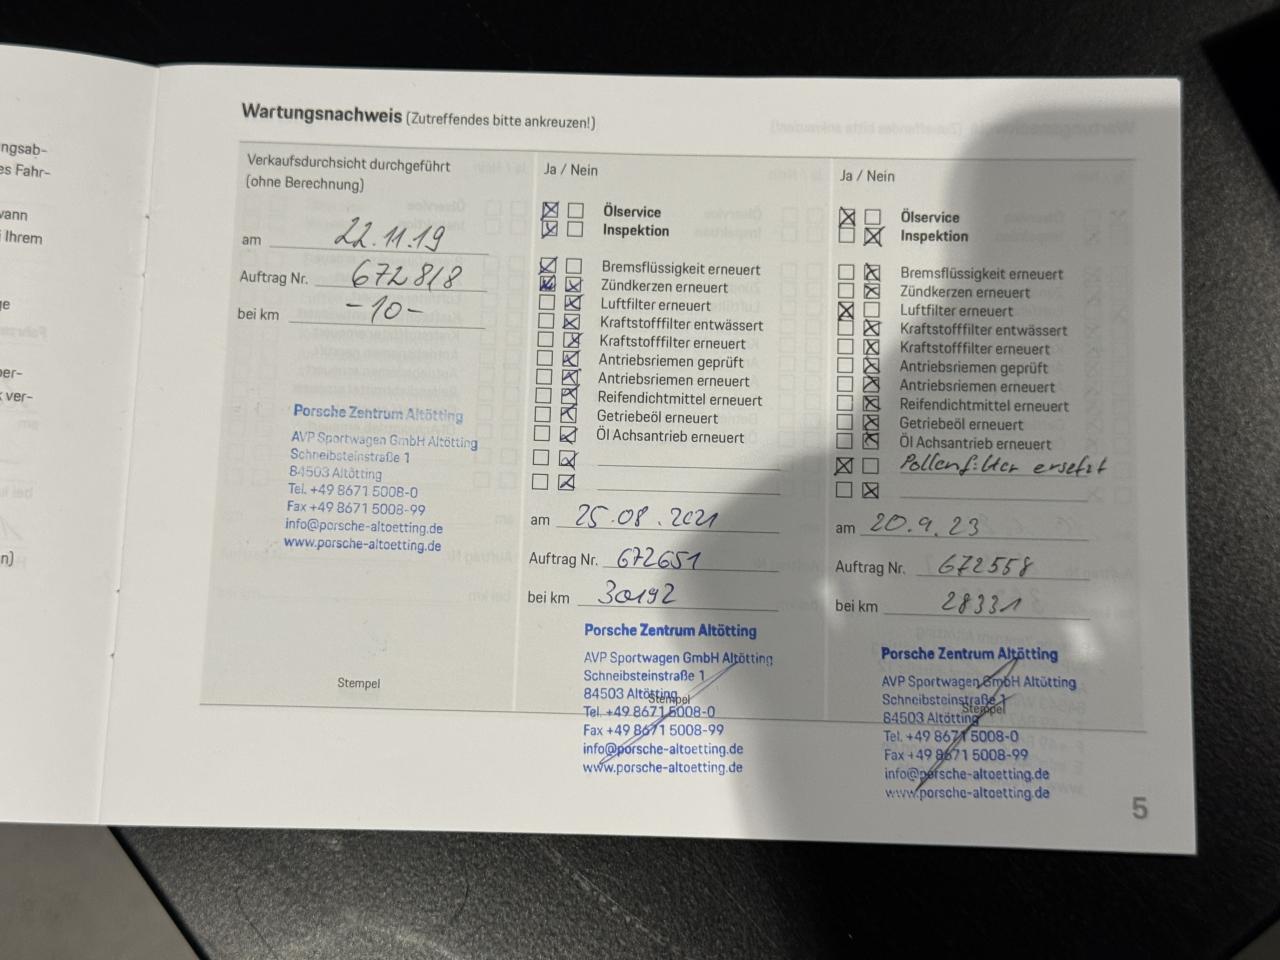 ngsab-
es Fahr-
vann
i Ihrem
ge
per-
k ver-
n)
Wartungsnachweis (Zutreffendes bitte ankreuzen!)
Verkaufsdurchsicht durchgeführt
(ohne Berechnung)
am 22.11.19
Auftrag Nr. 672818
bei km -10-
Porsche Zentrum Altötting
AVP Sportwagen GmbH Altötting
Schneibsteinstraße 1
84503 Altötting
Tel. +49 8671 5008-0
Fax +49 8671 5008-99
info@porsche-altoetting.de
www.porsche-altoetting.de
Stempel
Ja / Nein
Ölservice
Inspektion
Bremsflüssigkeit erneuert
Zündkerzen erneuert
Luftfilter erneuert
Kraftstofffilter entwässert
Kraftstofffilter erneuert
Antriebsriemen geprüft
Antriebsriemen erneuert
Reifendichtmittel erneuert
Getriebeöl erneuert
Öl Achsantrieb erneuert
am 25.08.2021
Auftrag Nr. 672651
bei km 30192
Porsche Zentrum Altötting
AVP Sportwagen GmbH Altötting
Schneibsteinstraße 1
84503 Altötting
Stempel
Tel. +49 8671 5008-0
Fax +49 8671 5008-99
info@porsche-altoetting.de
www.porsche-altoetting.de
Ja / Nein
Ölservice
Inspektion
Bremsflüssigkeit erneuert
Zündkerzen erneuert
Luftfilter erneuert
Kraftstofffilter entwässert
Kraftstofffilter erneuert
Antriebsriemen geprüft
Antriebsriemen erneuert
Reifendichtmittel erneuert
Getriebeöl erneuert
Öl Achsantrieb erneuert
Pollenfilter ersetzt
am 20.9.23
Auftrag Nr. 672558
bei km 28331
Porsche Zentrum Altötting
AVP Sportwagen GmbH Altötting
Schneibsteinstraße 1
Stempel
84503 Altötting
Tel. +49 8671 5008-0
Fax +49 8671 5008-99
info@porsche-altoetting.de
www.porsche-altoetting.de
5